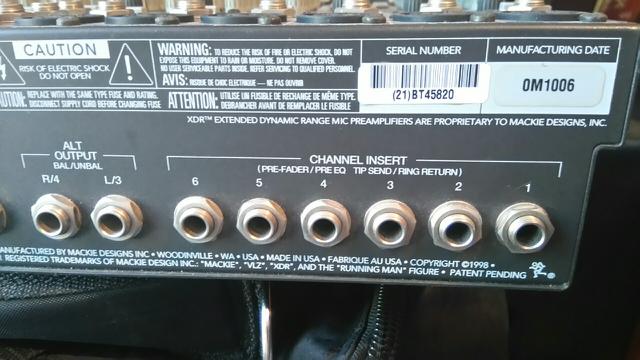 CAUTION
RISK OF ELECTRIC SHOCK
DO NOT OPEN
REPLACE WITH THE SAME TYPE FUSE AND RATING.
DISCONNECT SUPPLY CORD BEFORE CHANGING FUSE
WARNING: TO REDUCE THE RISK OF FIRE OR ELECTRIC SHOCK, DO NOT
EXPOSE THIS EQUIPMENT TO RAIN OR MOISTURE. DO NOT REMOVE COVER.
NO USER SERVICEABLE PARTS INSIDE. REFER SERVICING TO QUALIFIED PERSONNEL.
AVIS: RISQUE DE CHOC ELECTRIQUE — NE PAS OUVRIR
ATTENTION: UTILISE UN FUSIBLE DE RECHANGE DE MÊME TYPE.
DEBRANCHER AVANT DE REMPLACER LE FUSIBLE
SERIAL NUMBER
(21)BT45820
MANUFACTURING DATE
0M1006
XDR™ EXTENDED DYNAMIC RANGE MIC PREAMPLIFIERS ARE PROPRIETARY TO MACKIE DESIGNS, INC.
ALT
OUTPUT
BAL/UNBAL
R/4 L/3
CHANNEL INSERT
(PRE-FADER / PRE EQ TIP SEND / RING RETURN)
6 5 4 3 2 1
MANUFACTURED BY MACKIE DESIGNS INC • WOODINVILLE • WA • USA • MADE IN USA • FABRIQUE AU USA • COPYRIGHT ©1998 •
REGISTERED TRADEMARKS OF MACKIE DESIGN INC.: "MACKIE", "VLZ", "XDR", AND THE "RUNNING MAN" FIGURE • PATENT PENDING ®